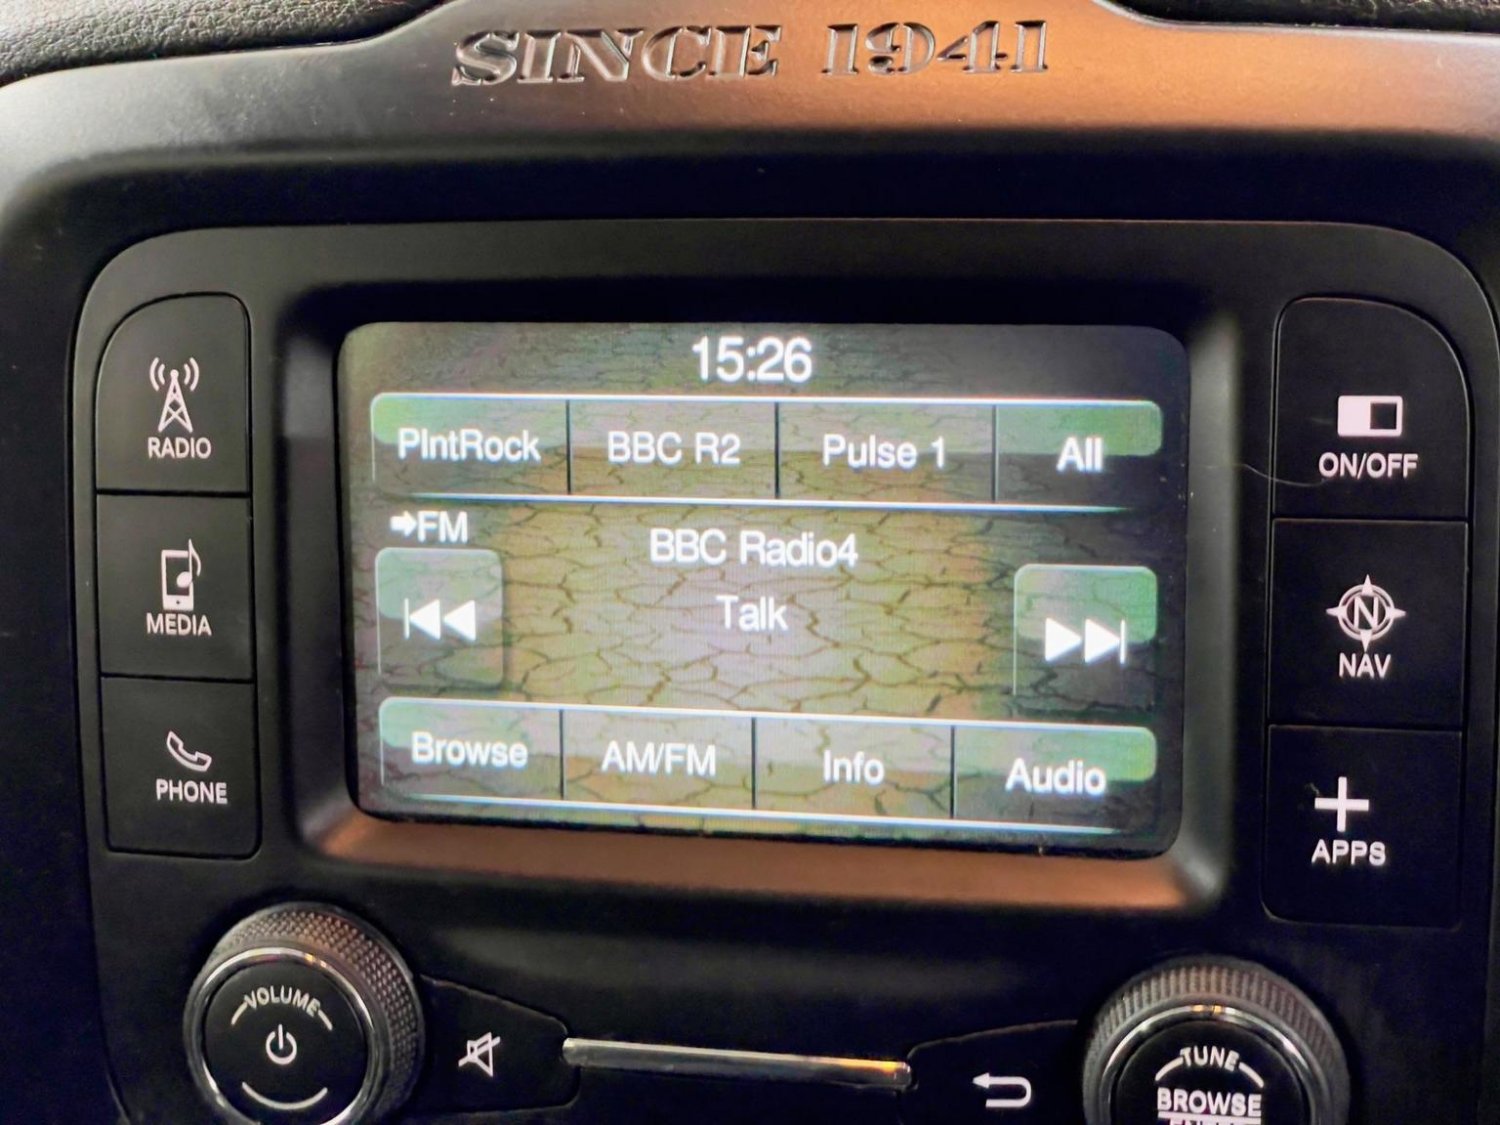 SINCE 1941
15:26
PlntRock BBC R2 Pulse 1 All
FM
BBC Radio4
Talk
Browse AM/FM Info Audio
RADIO
MEDIA
PHONE
ON/OFF
NAV
APPS
VOLUME
TUNE
BROWSE